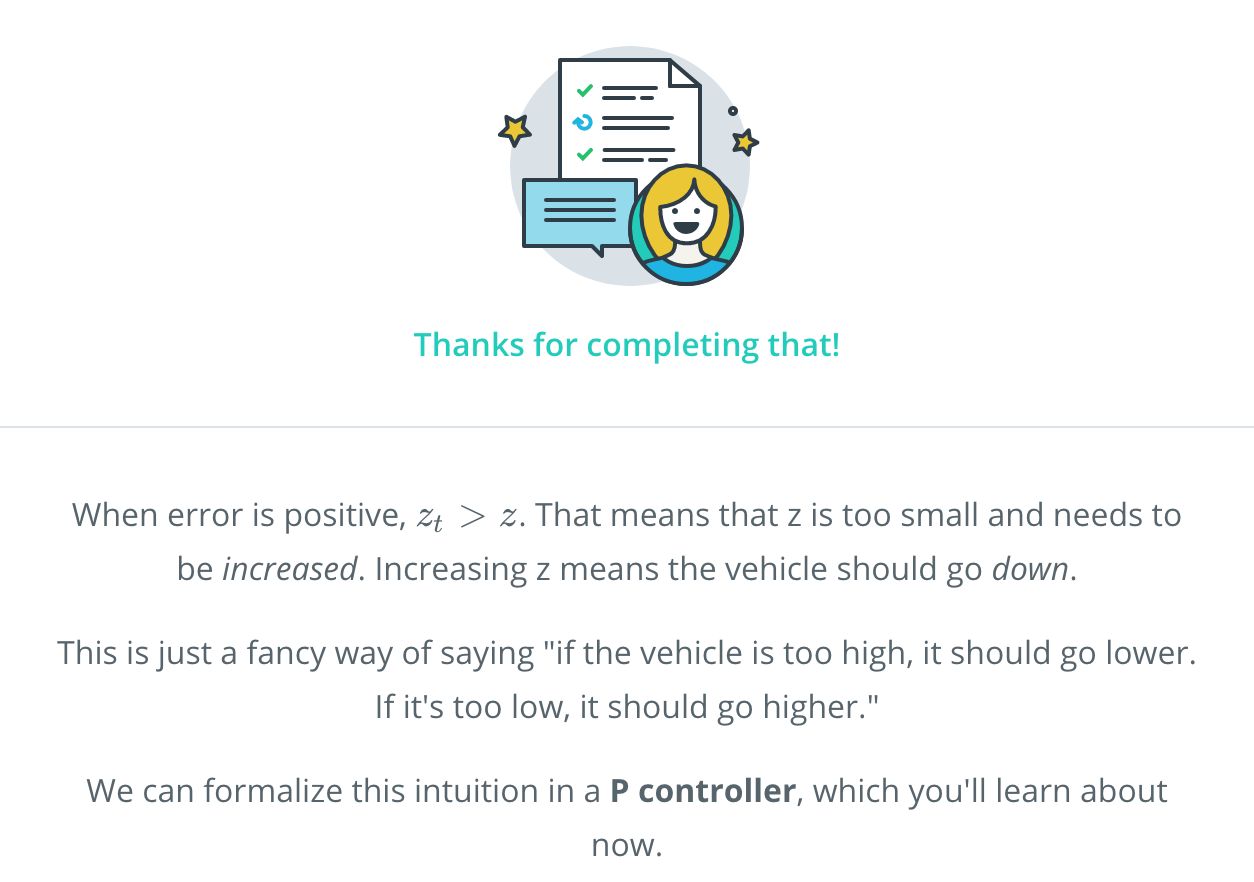 Thanks for completing that!
When error is positive, z_t > z. That means that z is too small and needs to
be increased. Increasing z means the vehicle should go down.
This is just a fancy way of saying "if the vehicle is too high, it should go lower.
If it's too low, it should go higher."
We can formalize this intuition in a P controller, which you'll learn about
now.